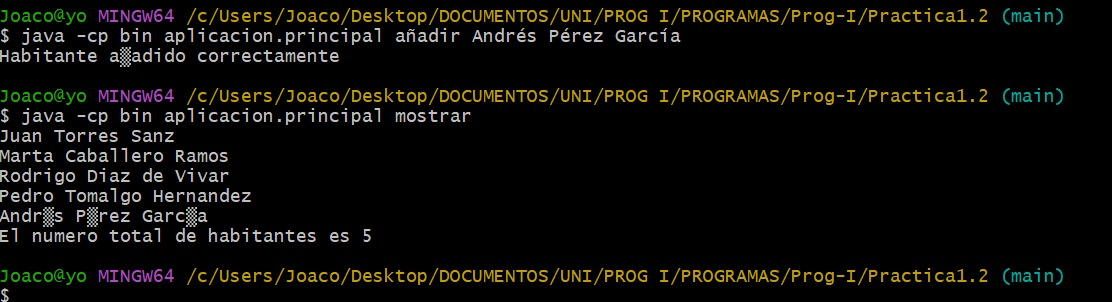 Joaco@yo MINGW64 /c/Users/Joaco/Desktop/DOCUMENTOS/UNI/PROG I/PROGRAMAS/Prog-I/Practica1.2 (main)
$ java -cp bin aplicacion.principal añadir Andrés Pérez García
Habitante a▒adido correctamente
Joaco@yo MINGW64 /c/Users/Joaco/Desktop/DOCUMENTOS/UNI/PROG I/PROGRAMAS/Prog-I/Practica1.2 (main)
$ java -cp bin aplicacion.principal mostrar
Juan Torres Sanz
Marta Caballero Ramos
Rodrigo Diaz de Vivar
Pedro Tomalgo Hernandez
Andr▒s P▒rez Garc▒a
El numero total de habitantes es 5
Joaco@yo MINGW64 /c/Users/Joaco/Desktop/DOCUMENTOS/UNI/PROG I/PROGRAMAS/Prog-I/Practica1.2 (main)
$